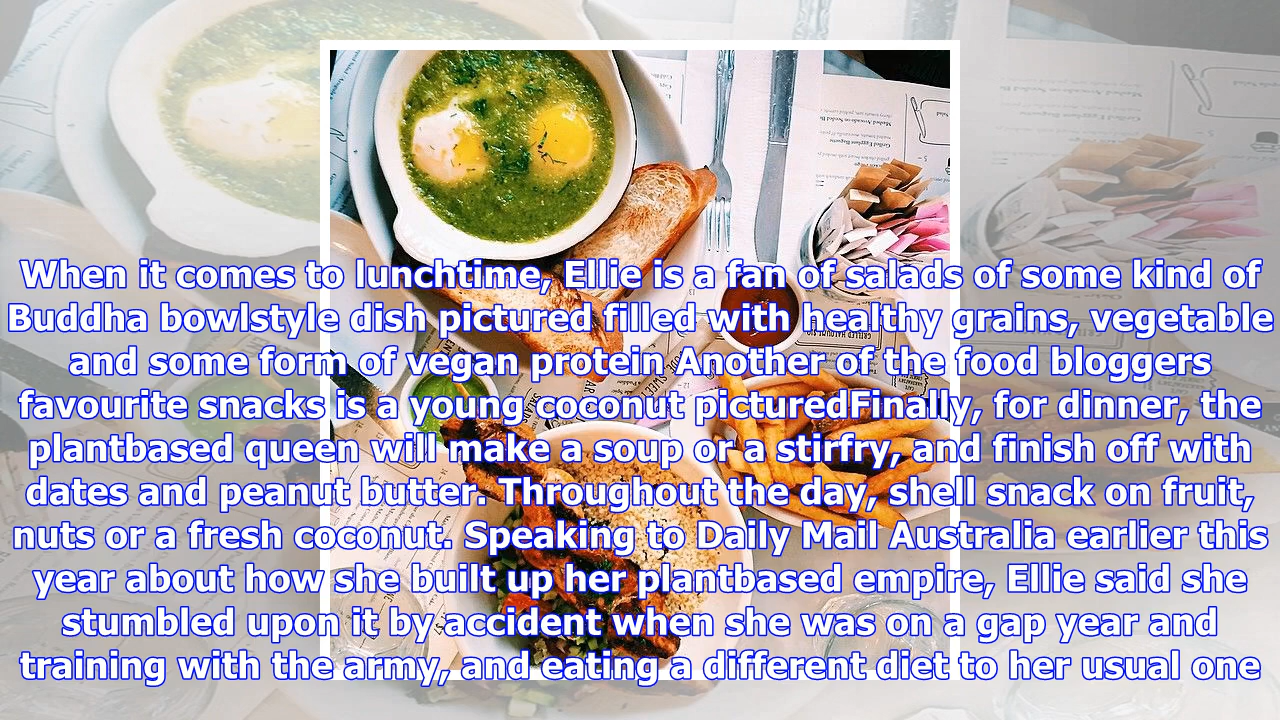 When it comes to lunchtime, Ellie is a fan of salads of some kind of
Buddha bowlstyle dish pictured filled with healthy grains, vegetable
and some form of vegan protein Another of the food bloggers
favourite snacks is a young coconut picturedFinally, for dinner, the
plantbased queen will make a soup or a stirfry, and finish off with
dates and peanut butter. Throughout the day, shell snack on fruit,
nuts or a fresh coconut. Speaking to Daily Mail Australia earlier this
year about how she built up her plantbased empire, Ellie said she
stumbled upon it by accident when she was on a gap year and
training with the army, and eating a different diet to her usual one